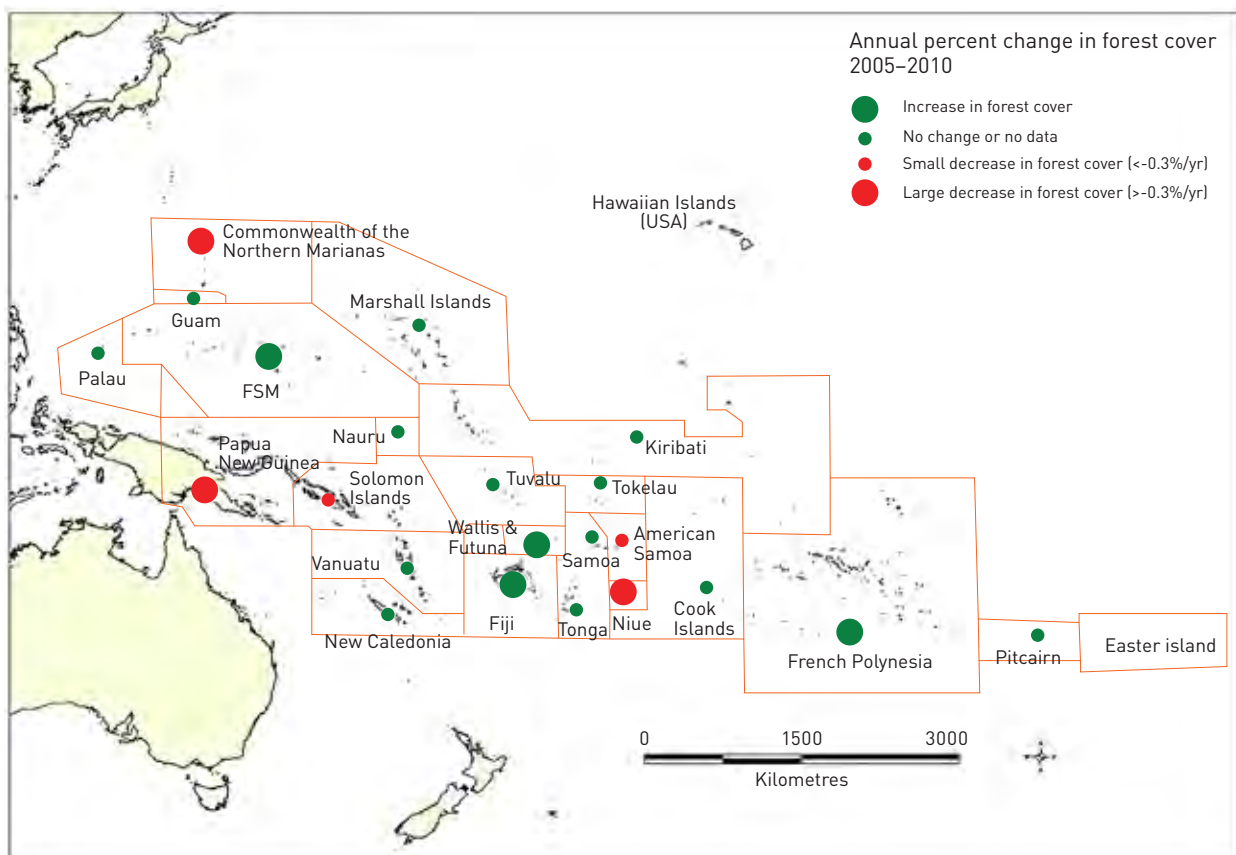 Annual percent change in forest cover
2005–2010
Increase in forest cover
No change or no data
Small decrease in forest cover (<-0.3%/yr)
Large decrease in forest cover (>-0.3%/yr)
Hawaiian Islands
(USA)
Commonwealth of the
Northern Marianas
Guam
Marshall Islands
Palau
FSM
Nauru
Kiribati
Papua
New Guinea
Solomon
Islands
Tuvalu
Tokelau
Wallis &
Futuna
Samoa
American
Samoa
Vanuatu
New Caledonia
Fiji
Tonga
Niue
Cook
Islands
French Polynesia
Pitcairn
Easter island
0 1500 3000
Kilometres